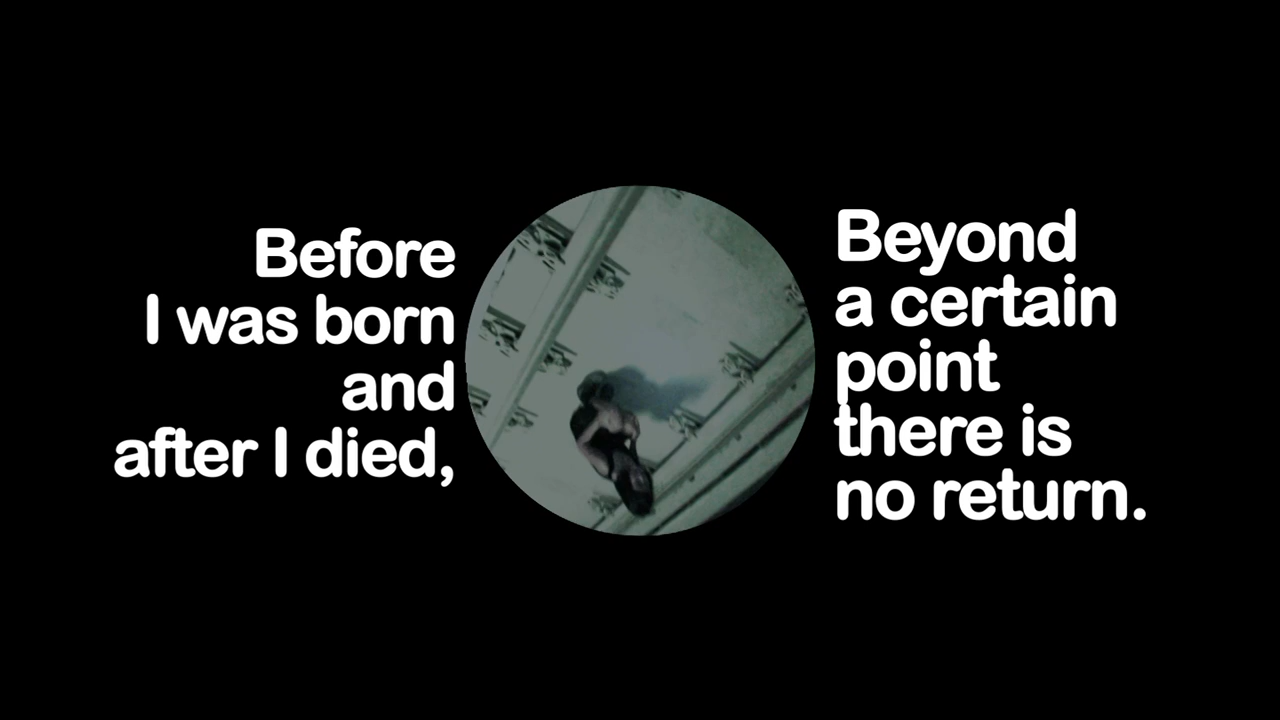 Before
I was born
and
after I died,
Beyond
a certain
point
there is
no return.